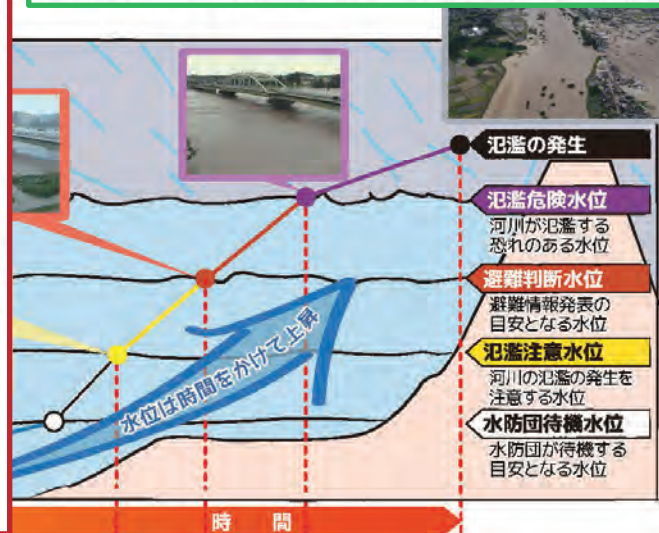 氾濫の発生
氾濫危険水位
河川が氾濫する
恐れのある水位
避難判断水位
避難情報発表の
目安となる水位
氾濫注意水位
河川の氾濫の発生を
注意する水位
水防団待機水位
水防団が待機する
目安となる水位
水位は時間をかけて上昇
時間